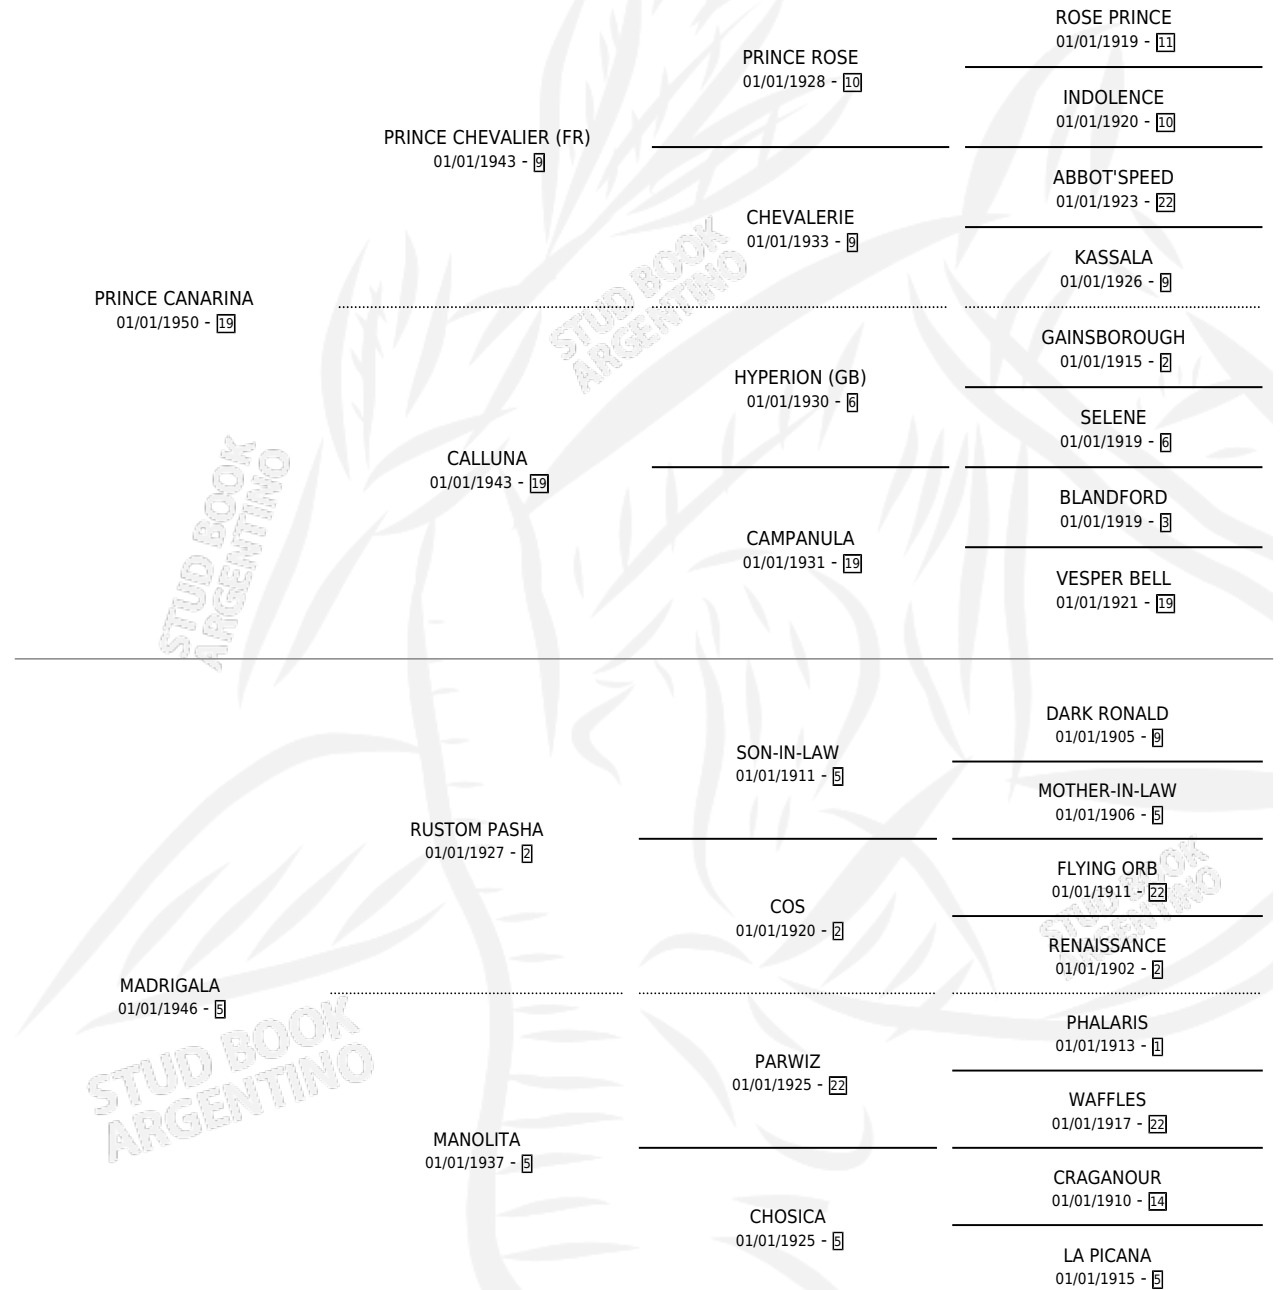 ROSE PRINCE
01/01/1919 - 11
PRINCE ROSE
01/01/1928 - 10
INDOLENCE
01/01/1920 - 10
PRINCE CHEVALIER (FR)
01/01/1943 - 9
ABBOT'SPEED
01/01/1923 - 22
CHEVALERIE
01/01/1933 - 9
KASSALA
01/01/1926 - 9
PRINCE CANARINA
01/01/1950 - 19
GAINSBOROUGH
01/01/1915 - 2
HYPERION (GB)
01/01/1930 - 6
SELENE
01/01/1919 - 6
CALLUNA
01/01/1943 - 19
BLANDFORD
01/01/1919 - 3
CAMPANULA
01/01/1931 - 19
VESPER BELL
01/01/1921 - 19
DARK RONALD
01/01/1905 - 9
SON-IN-LAW
01/01/1911 - 5
MOTHER-IN-LAW
01/01/1906 - 5
RUSTOM PASHA
01/01/1927 - 2
FLYING ORB
01/01/1911 - 22
COS
01/01/1920 - 2
RENAISSANCE
01/01/1902 - 2
MADRIGALA
01/01/1946 - 5
PHALARIS
01/01/1913 - 1
PARWIZ
01/01/1925 - 22
WAFFLES
01/01/1917 - 22
MANOLITA
01/01/1937 - 5
CRAGANOUR
01/01/1910 - 14
CHOSICA
01/01/1925 - 5
LA PICANA
01/01/1915 - 5
STUD BOOK
ARGENTINO
STUD BOOK
ARGENTINO
STUD BOOK
ARGENTINO
STUD BOOK
ARGENTINO